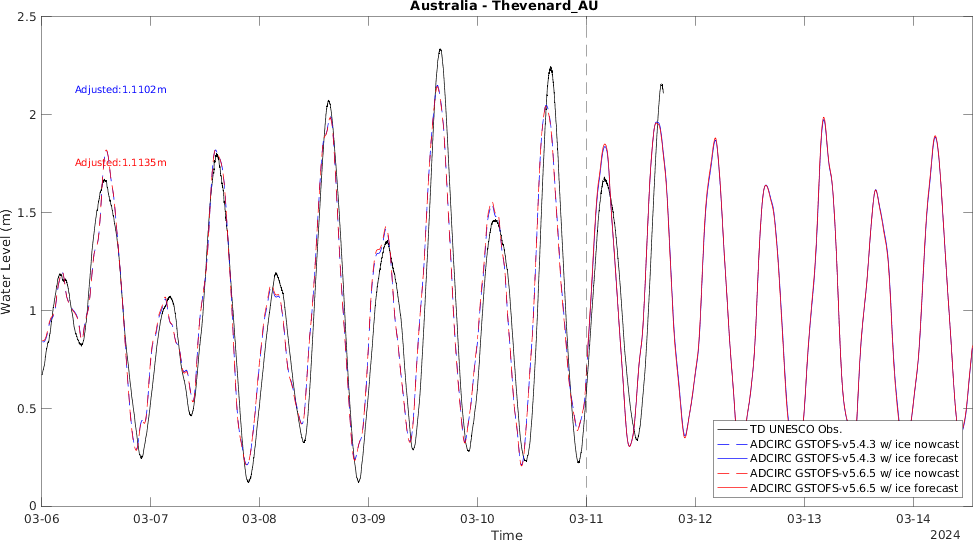 Australia - Thevenard_AU
2.5
Adjusted:1.1102m
2
Adjusted:1.1135m
1.5
Water Level (m)
1
0.5
TD UNESCO Obs.
ADCIRC GSTOFS-v5.4.3 w/ ice nowcast
ADCIRC GSTOFS-v5.4.3 w/ ice forecast
ADCIRC GSTOFS-v5.6.5 w/ ice nowcast
ADCIRC GSTOFS-v5.6.5 w/ ice forecast
0
03-06 03-07 03-08 03-09 03-10 03-11 03-12 03-13 03-14
Time
2024